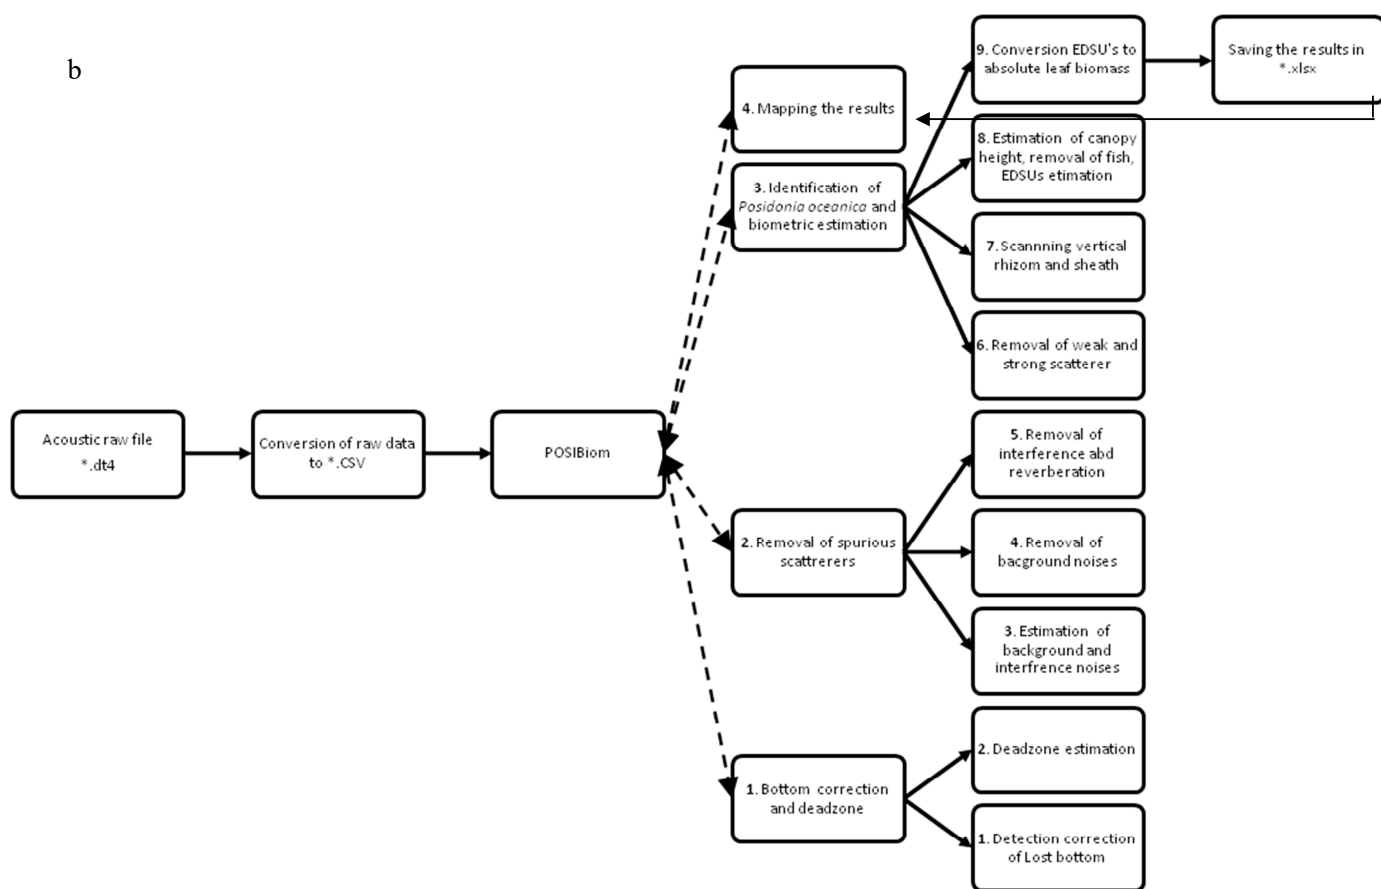 b
Acoustic raw file
*.dt4
Conversion of raw data
to *.CSV
POSIBiom
4. Mapping the results
3. Identification of
Posidonia oceanica and
biometric estimation
2. Removal of spurious
scattrerers
1. Bottom correction
and deadzone
9. Conversion EDSU's to
absolute leaf biomass
Saving the results in
*.xlsx
8. Estimation of canopy
height, removal of fish,
EDSUs etimation
7. Scannning vertical
rhizom and sheath
6. Removal of weak and
strong scatterer
5. Removal of
interference abd
reverberation
4. Removal of
bacground noises
3. Estimation of
background and
interfrence noises
2. Deadzone estimation
1. Detection correction
of Lost bottom